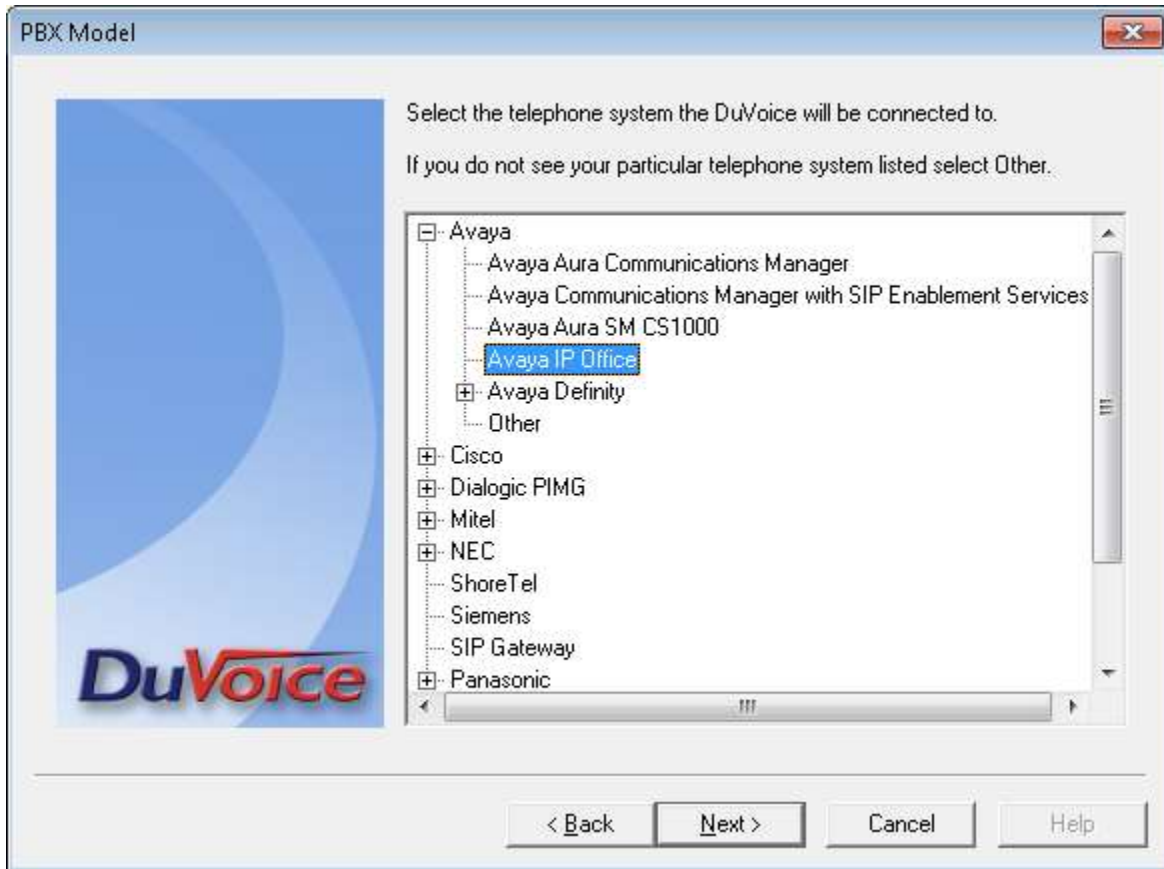 PBX Model
Select the telephone system the DuVoice will be connected to.
If you do not see your particular telephone system listed select Other.
Avaya
Avaya Aura Communications Manager
Avaya Communications Manager with SIP Enablement Services
Avaya Aura SM CS1000
Avaya IP Office
Avaya Definity
Other
Cisco
Dialogic PIMG
Mitel
NEC
ShoreTel
Siemens
SIP Gateway
Panasonic
DuVoice
< Back
Next >
Cancel
Help